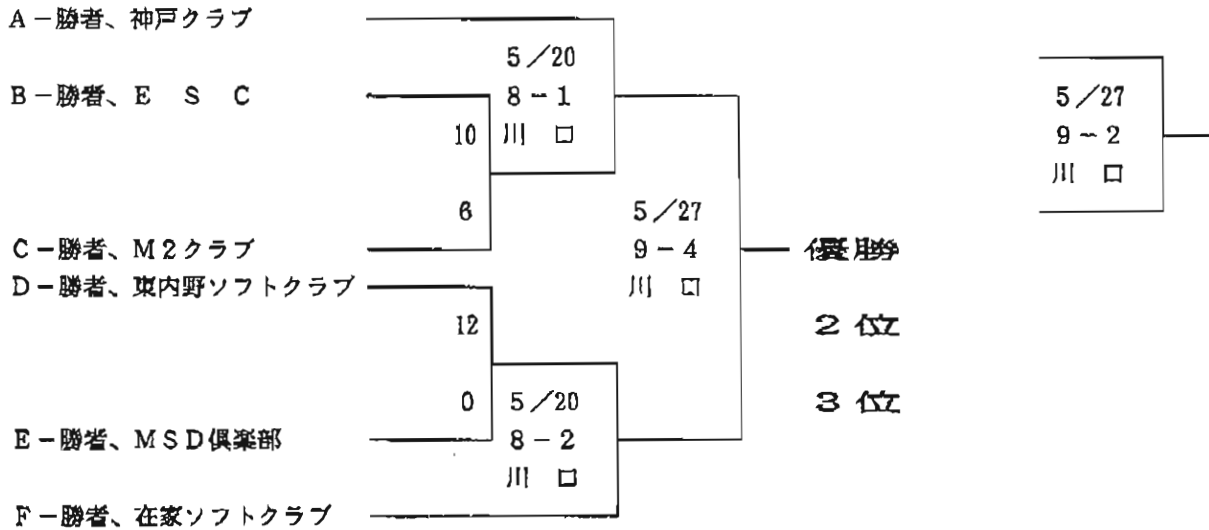 A－勝者、神戸クラブ
5／20
8－1
川　口
B－勝者、E　S　C
10
6
C－勝者、M2クラブ
5／27
9－4
川　口
優勝
2位
3位
D－勝者、東内野ソフトクラブ
12
0
5／20
8－2
川　口
E－勝者、MSD倶楽部
F－勝者、在家ソフトクラブ
5／27
9－2
川　口